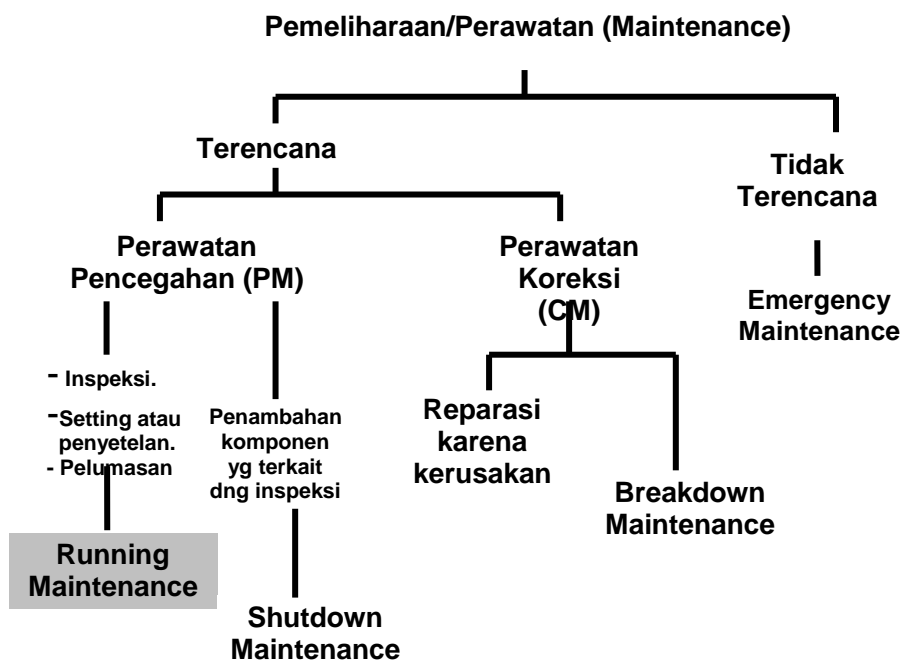 Pemeliharaan/Perawatan (Maintenance)
Terencana
Tidak
Terencana
Perawatan
Pencegahan (PM)
Perawatan
Koreksi
(CM)
Emergency
Maintenance
- Inspeksi.
-Setting atau
penyetelan.
- Pelumasan
Penambahan
komponen
yg terkait
dng inspeksi
Reparasi
karena
kerusakan
Breakdown
Maintenance
Running
Maintenance
Shutdown
Maintenance